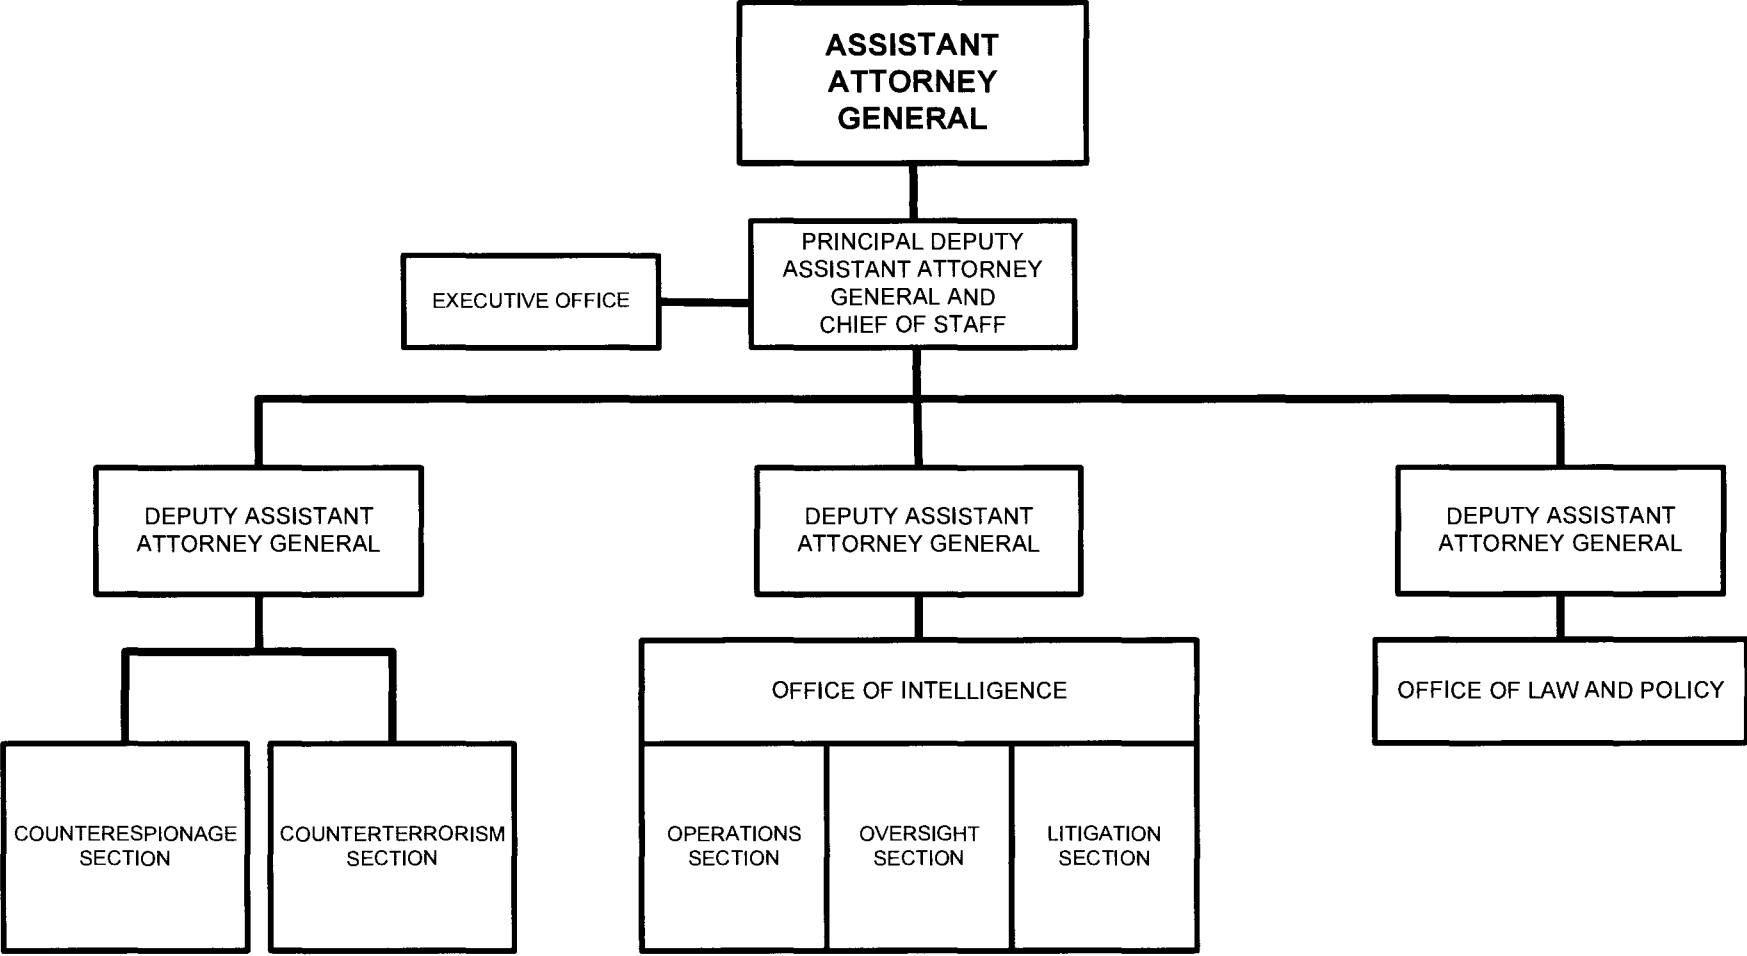 ASSISTANT
ATTORNEY
GENERAL
PRINCIPAL DEPUTY
ASSISTANT ATTORNEY
GENERAL AND
CHIEF OF STAFF
EXECUTIVE OFFICE
DEPUTY ASSISTANT
ATTORNEY GENERAL
DEPUTY ASSISTANT
ATTORNEY GENERAL
DEPUTY ASSISTANT
ATTORNEY GENERAL
OFFICE OF INTELLIGENCE
OFFICE OF LAW AND POLICY
COUNTERESPIONAGE
SECTION
COUNTERTERRORISM
SECTION
OPERATIONS
SECTION
OVERSIGHT
SECTION
LITIGATION
SECTION